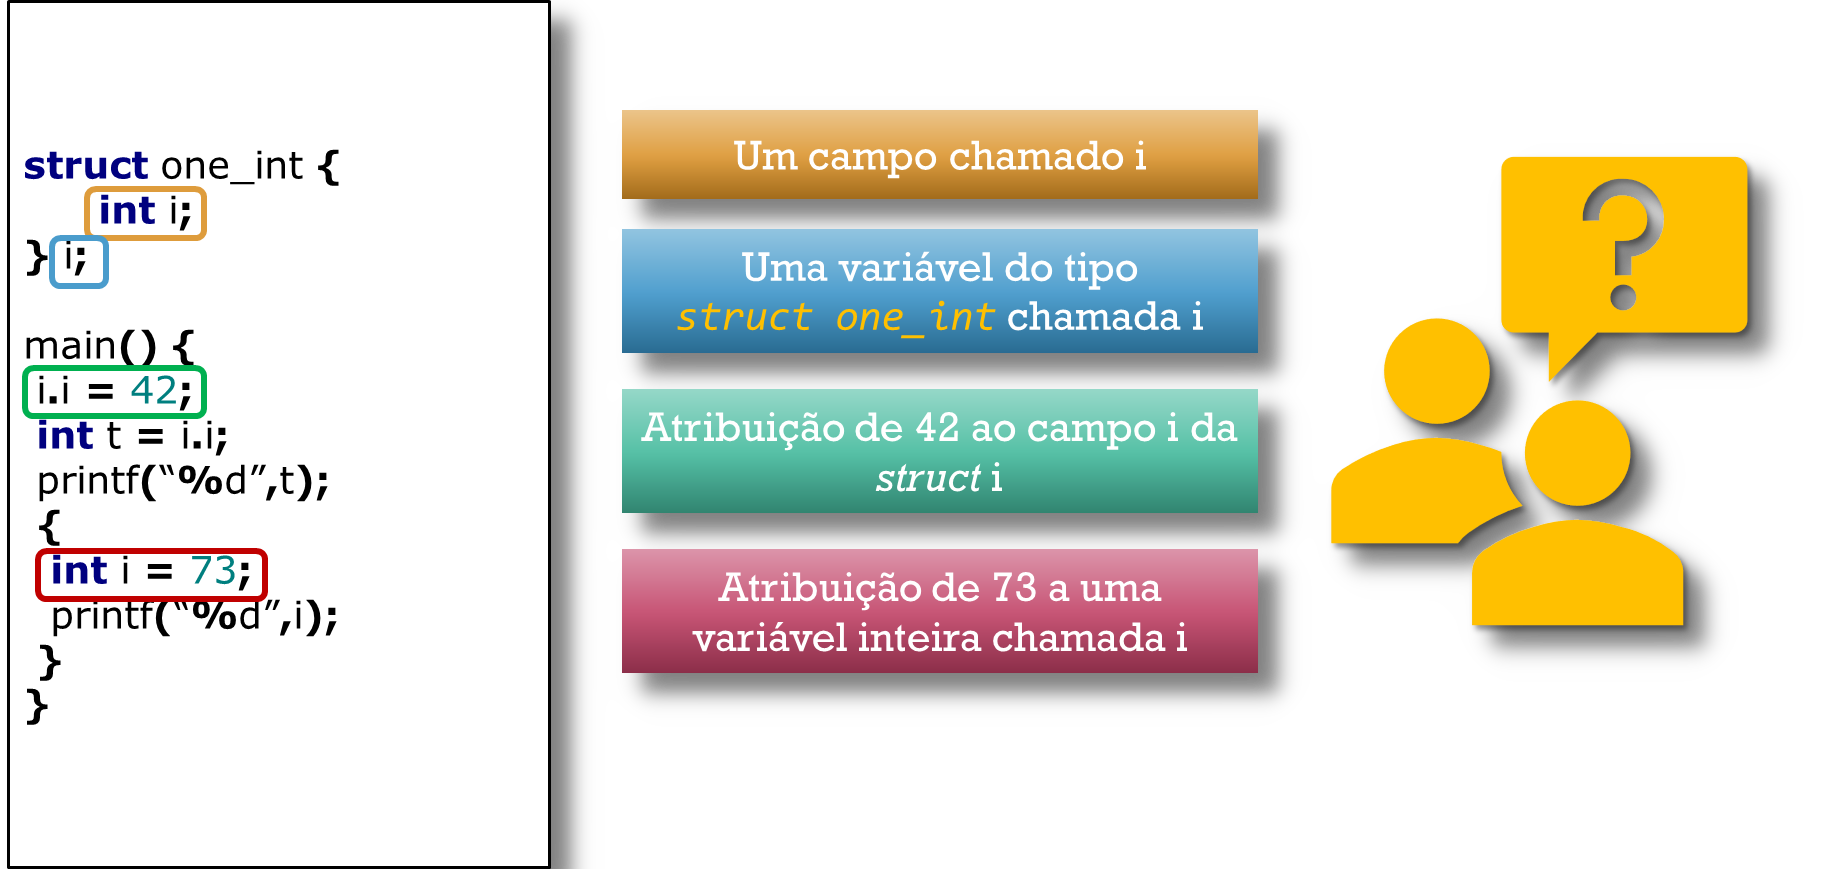 struct one_int {
int i;
} i;
main() {
i.i = 42;
int t = i.i;
printf(“%d”,t);
{
int i = 73;
printf(“%d”,i);
}
}
Um campo chamado i
Uma variável do tipo
struct one_int chamada i
Atribuição de 42 ao campo i da
struct i
Atribuição de 73 a uma
variável inteira chamada i
?